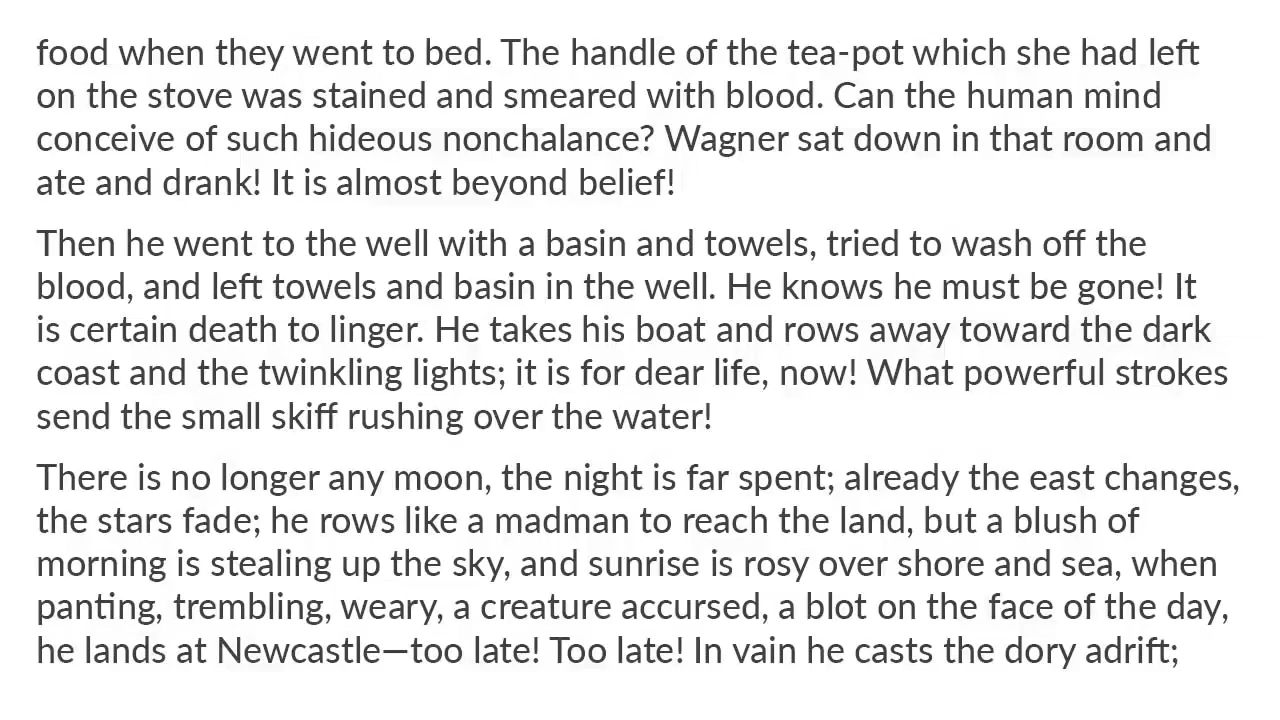 food when they went to bed. The handle of the tea-pot which she had left
on the stove was stained and smeared with blood. Can the human mind
conceive of such hideous nonchalance? Wagner sat down in that room and
ate and drank! It is almost beyond belief!
Then he went to the well with a basin and towels, tried to wash off the
blood, and left towels and basin in the well. He knows he must be gone! It
is certain death to linger. He takes his boat and rows away toward the dark
coast and the twinkling lights; it is for dear life, now! What powerful strokes
send the small skiff rushing over the water!
There is no longer any moon, the night is far spent; already the east changes,
the stars fade; he rows like a madman to reach the land, but a blush of
morning is stealing up the sky, and sunrise is rosy over shore and sea, when
panting, trembling, weary, a creature accursed, a blot on the face of the day,
he lands at Newcastle—too late! Too late! In vain he casts the dory adrift;